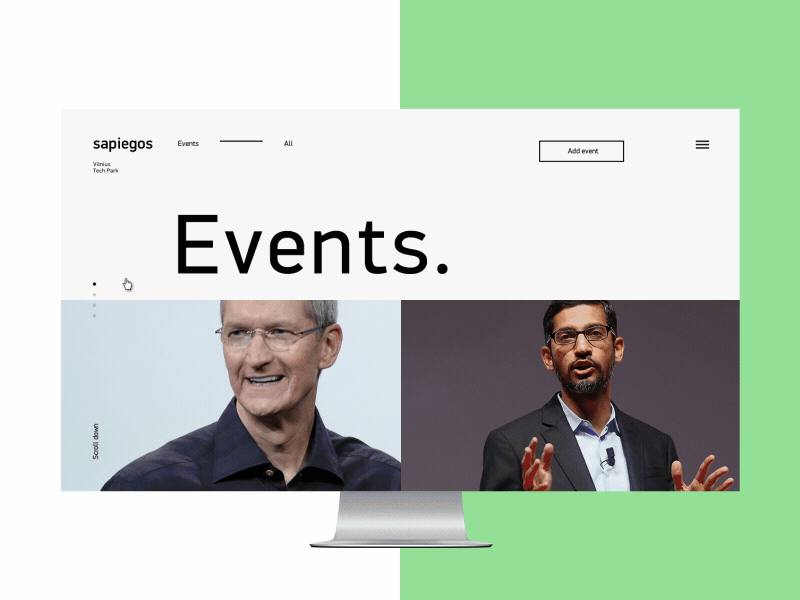 sapiegos
Events
All
Add event
Vilnius
Tech Park
Events.
Scroll down